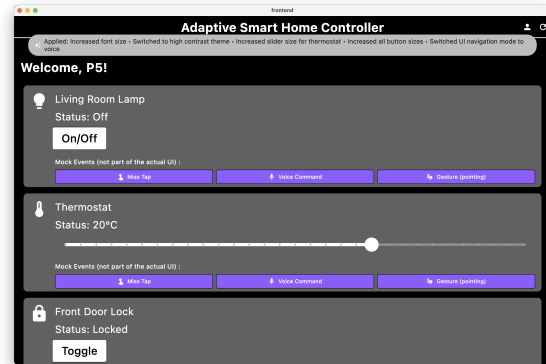 frontend
Adaptive Smart Home Controller
Applied: Increased font size • Switched to high contrast theme • Increased slider size for thermostat • Increased all button sizes • Switched UI navigation mode to
voice
Welcome, P5!
Living Room Lamp
Status: Off
On/Off
Mock Events (not part of the actual UI) :
Miss Tap Voice Command Gesture (pointing)
Thermostat
Status: 20°C
Mock Events (not part of the actual UI) :
Miss Tap Voice Command Gesture (pointing)
Front Door Lock
Status: Locked
Toggle